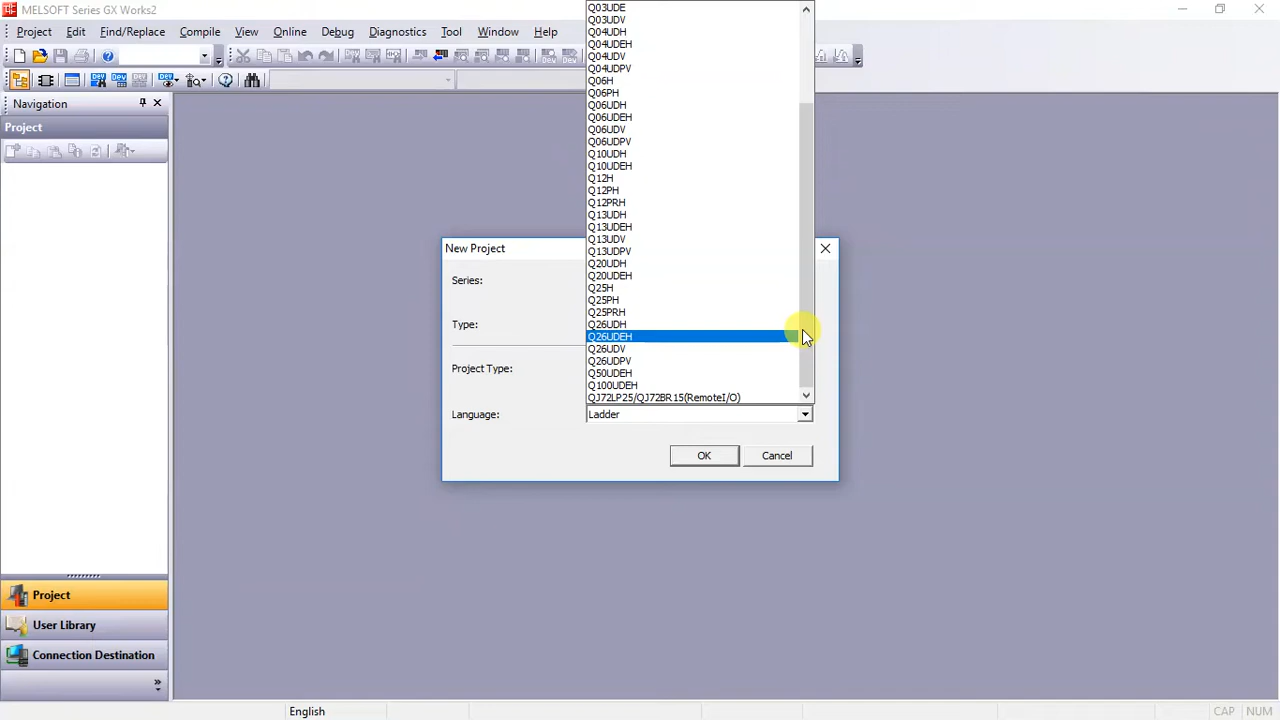 MELSOFT Series GX Works2
Project Edit Find/Replace Compile View Online Debug Diagnostics Tool Window Help
Navigation
Project
Q03UDE
Q03UDV
Q04UDH
Q04UDEH
Q04UDV
Q04UDPV
Q06H
Q06PH
Q06UDH
Q06UDEH
Q06UDV
Q06UDPV
Q10UDH
Q10UDEH
Q12H
Q12PH
Q12PRH
Q13UDH
Q13UDEH
Q13UDV
Q13UDPV
Q20UDH
Q20UDEH
Q25H
Q25PH
Q25PRH
Q26UDH
Q26UDEH
Q26UDV
Q26UDPV
Q50UDEH
Q100UDEH
QJ72LP25/QJ72BR15(RemoteI/O)
New Project
Series:
Type:
Project Type:
Language: Ladder
OK Cancel
Project
User Library
Connection Destination
English CAP NUM